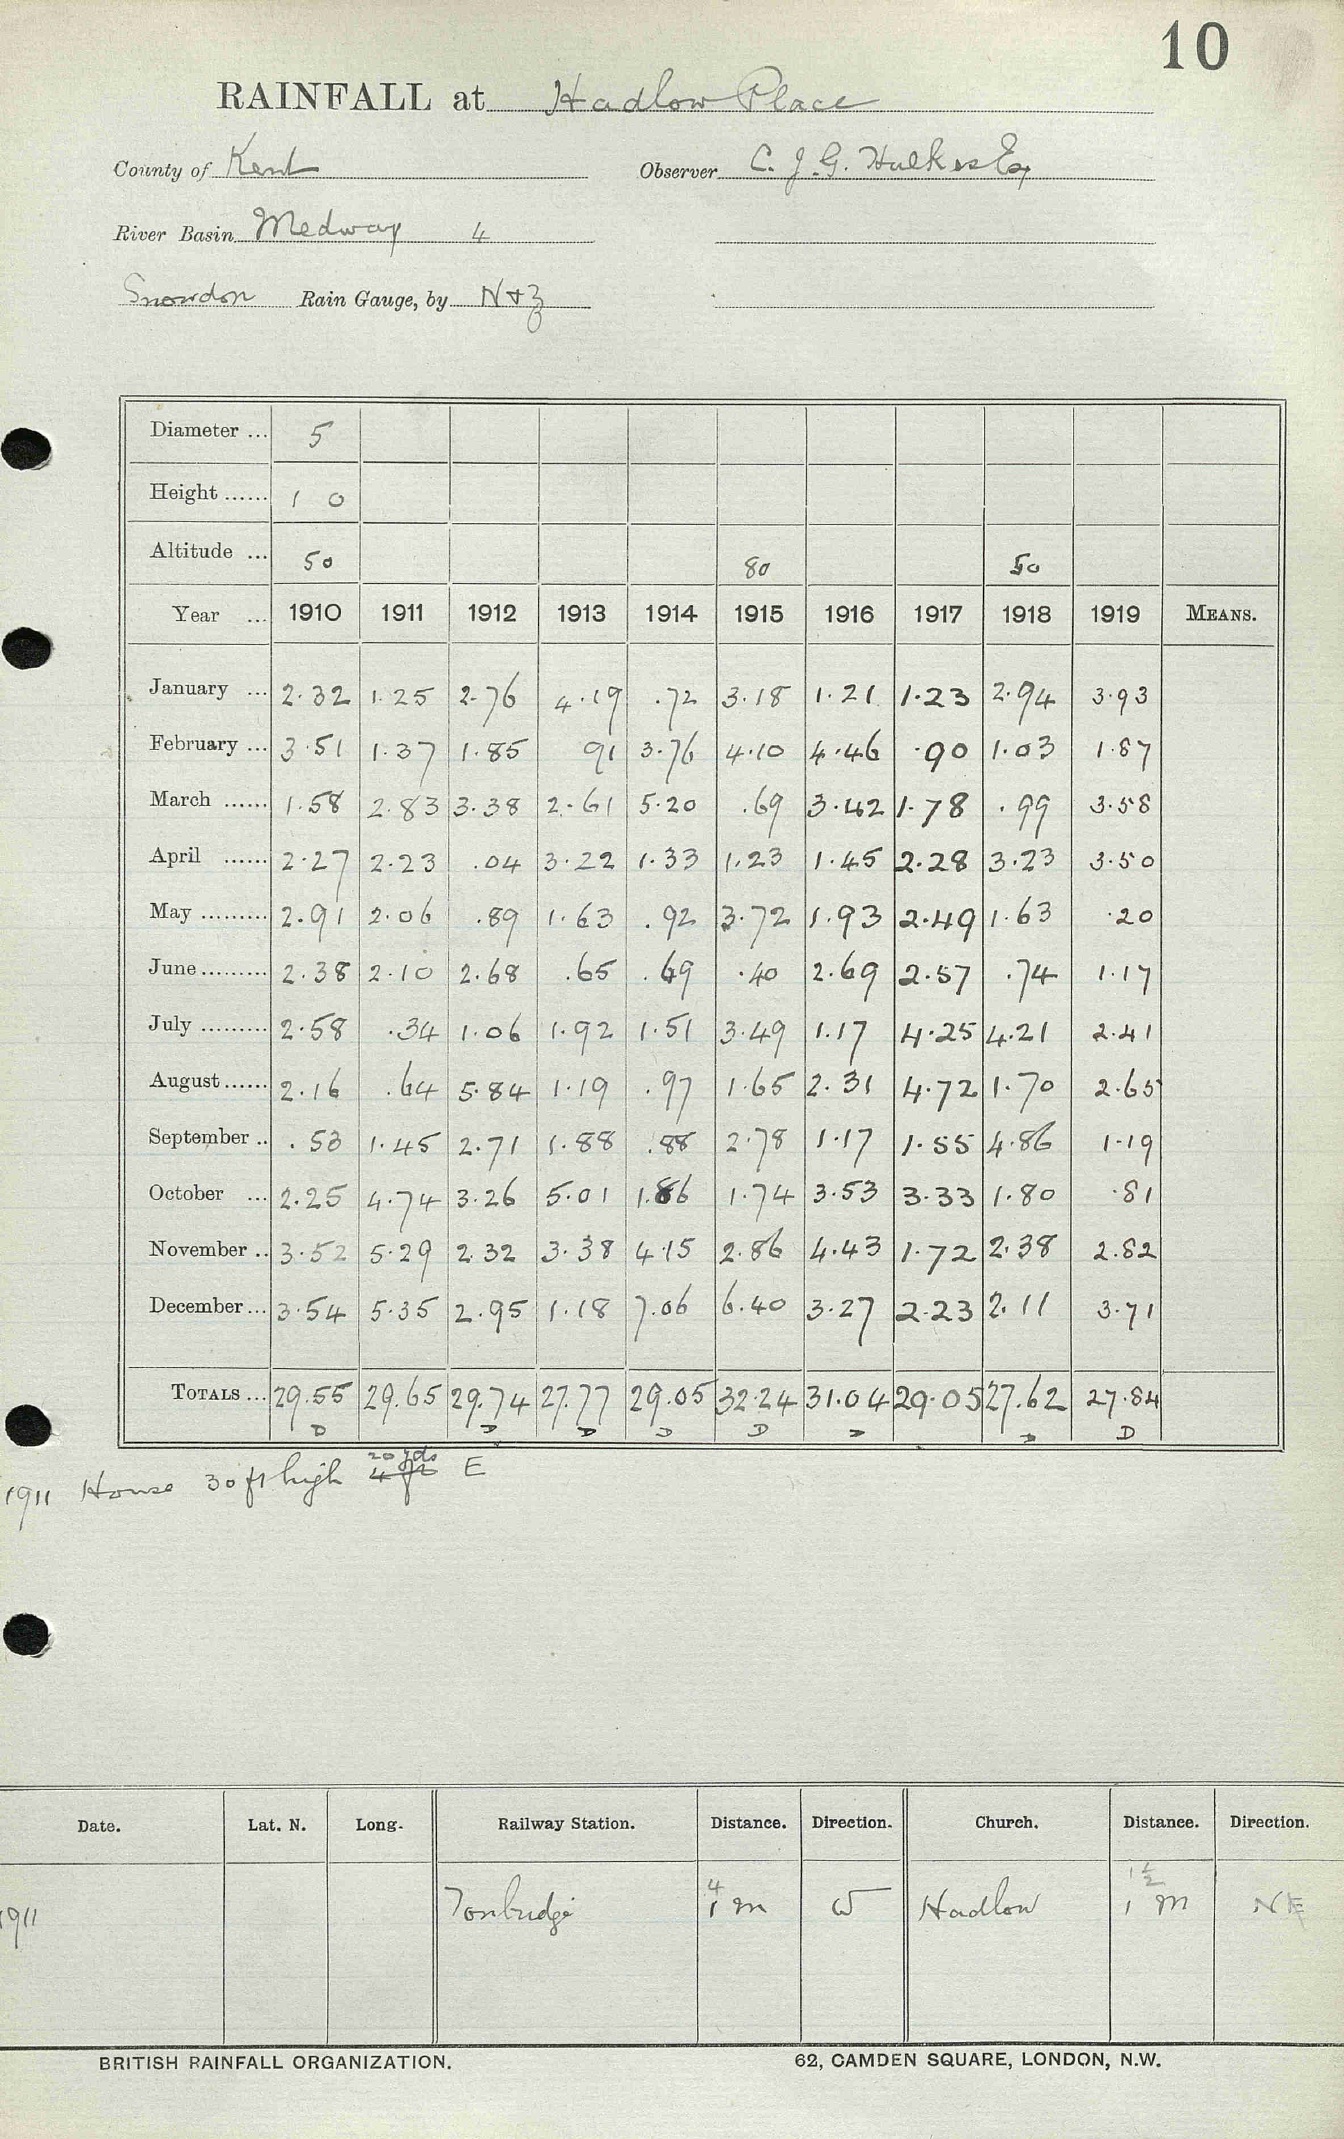 10
RAINFALL at Hadlow Place
County of Kent Observer C. J. G. Hulkes Esq
River Basin Medway 4
Snowdon Rain Gauge, by N & Z
Diameter ... 5
Height ...... 1 0
Altitude ... 50 80 50
Year ... 1910 1911 1912 1913 1914 1915 1916 1917 1918 1919 MEANS.
January ... 2.32 1.25 2.76 4.19 .72 3.18 1.21 1.23 2.94 3.93
February ... 3.51 1.37 1.85 91 3.76 4.10 4.46 .90 1.03 1.87
March ...... 1.58 2.83 3.38 2.61 5.20 .69 3.42 1.78 .99 3.58
April ...... 2.27 2.23 .04 3.22 1.33 1.23 1.45 2.28 3.23 3.50
May ......... 2.91 2.06 .89 1.63 .92 3.72 1.93 2.49 1.63 .20
June ......... 2.38 2.10 2.68 .65 .69 .40 2.69 2.57 .74 1.17
July ......... 2.58 .34 1.06 1.92 1.51 3.49 1.17 4.25 4.21 2.41
August ...... 2.16 .64 5.84 1.19 .97 1.65 2.31 4.72 1.70 2.65
September .. .53 1.45 2.71 1.88 .88 2.78 1.17 1.55 4.86 1.19
October ... 2.25 4.74 3.26 5.01 1.86 1.74 3.53 3.33 1.80 .81
November .. 3.52 5.29 2.32 3.38 4.15 2.86 4.43 1.72 2.38 2.82
December ... 3.54 5.35 2.95 1.18 7.06 6.40 3.27 2.23 2.11 3.71
TOTALS ... 29.55 29.65 29.74 27.77 29.05 32.24 31.04 29.05 27.62 27.84
D D D D D D D D
20 yds
1911 House 30 ft high 4 ft E
Date. Lat. N. Long. Railway Station. Distance. Direction. Church. Distance. Direction.
4 1½
1911 Tonbridge 1 m W Hadlow 1 m NE
BRITISH RAINFALL ORGANIZATION. 62, CAMDEN SQUARE, LONDON, N.W.